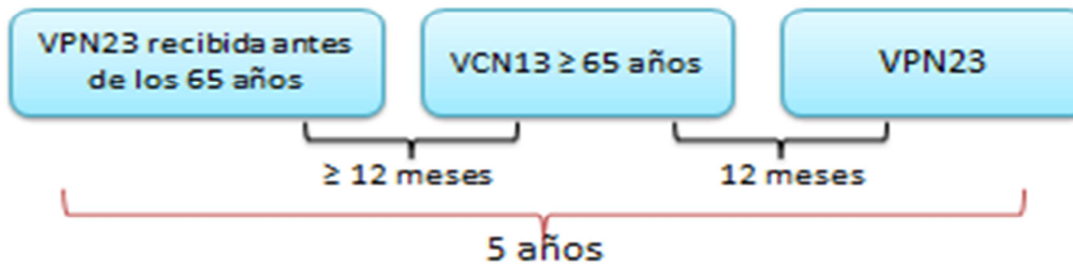 VPN23 recibida antes
de los 65 años
VCN13 ≥ 65 años
VPN23
≥ 12 meses
12 meses
5 años